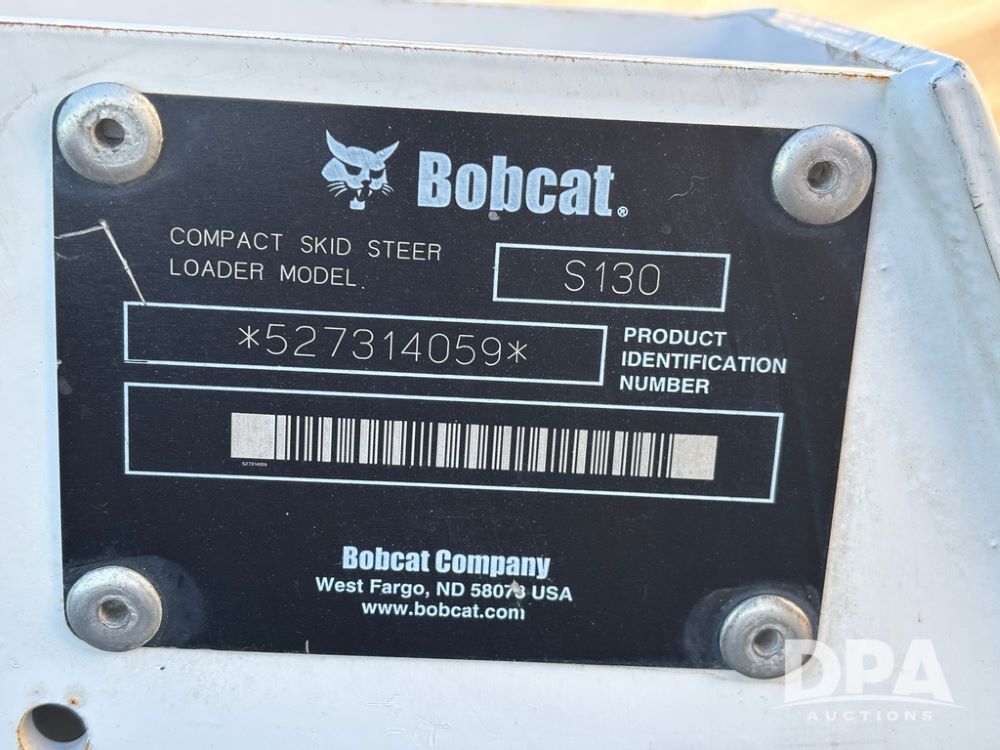 Bobcat®
COMPACT SKID STEER
LOADER MODEL
S130
*527314059*
PRODUCT
IDENTIFICATION
NUMBER
527314059
Bobcat Company
West Fargo, ND 58078 USA
www.bobcat.com
DPA
AUCTIONS